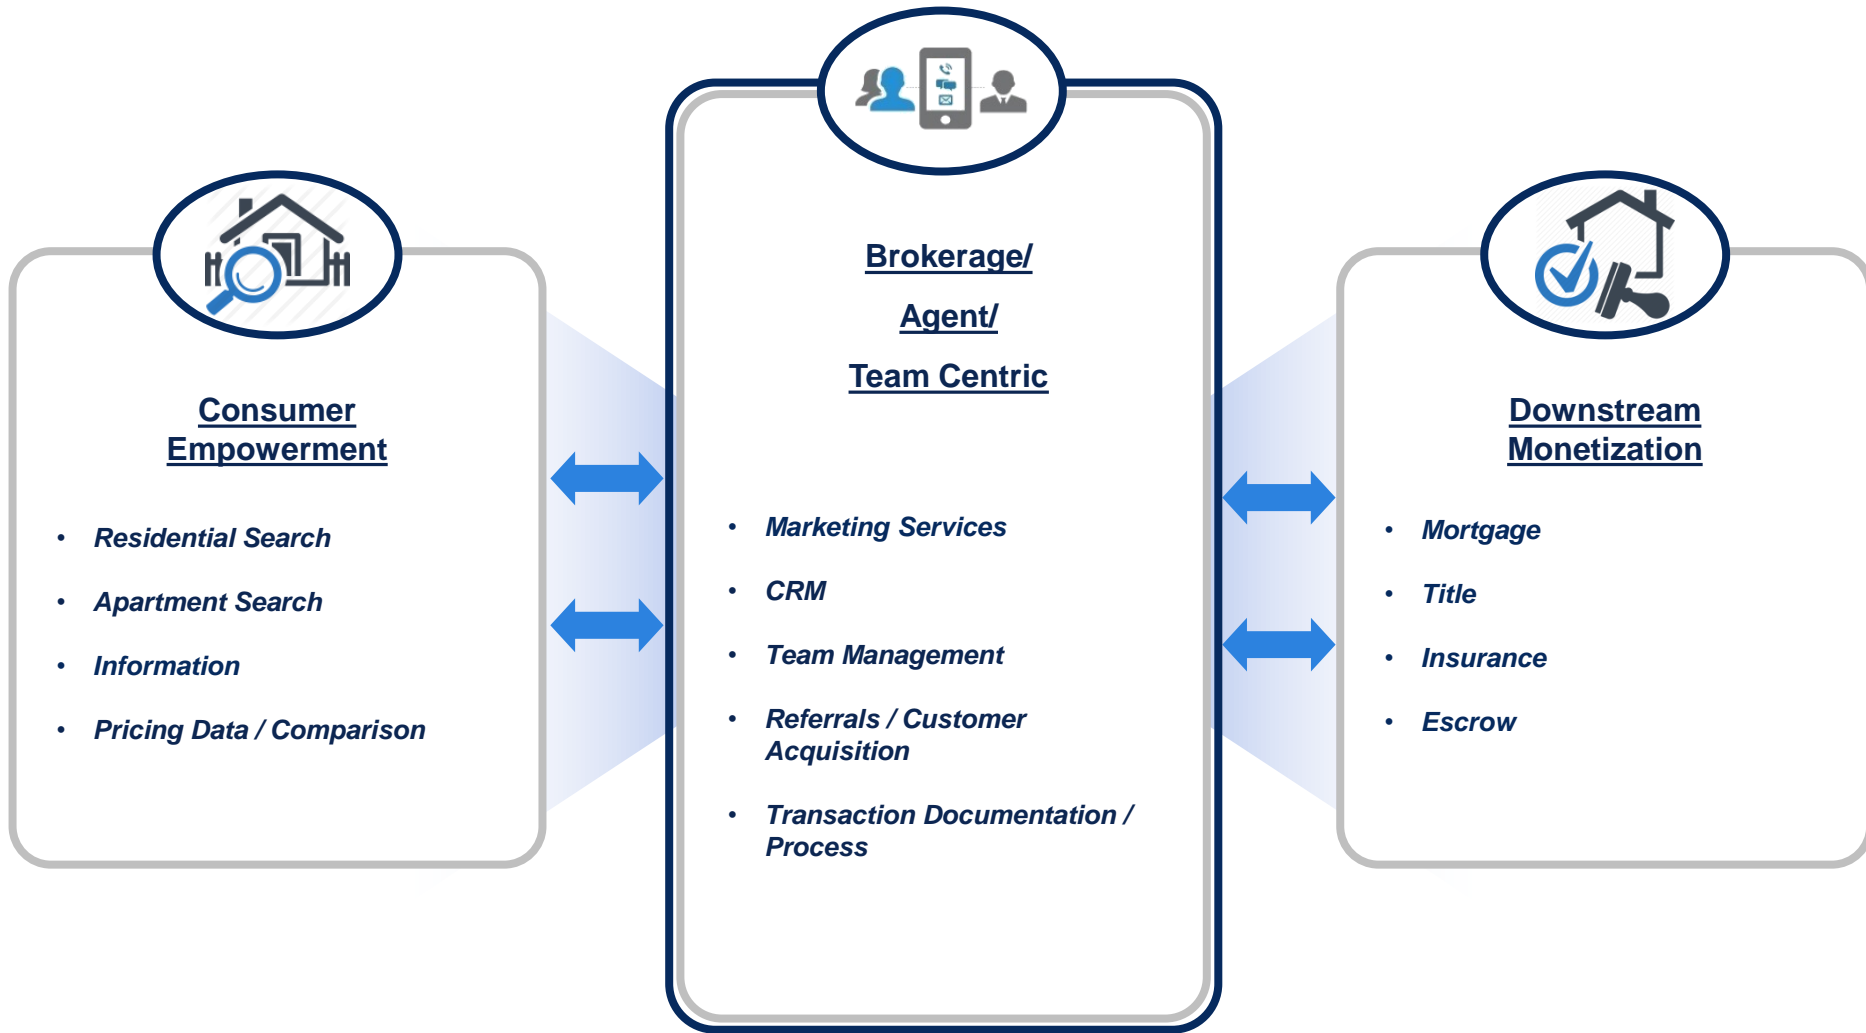 Consumer
Empowerment
• Residential Search
• Apartment Search
• Information
• Pricing Data / Comparison
Brokerage/
Agent/
Team Centric
• Marketing Services
• CRM
• Team Management
• Referrals / Customer
Acquisition
• Transaction Documentation /
Process
Downstream
Monetization
• Mortgage
• Title
• Insurance
• Escrow